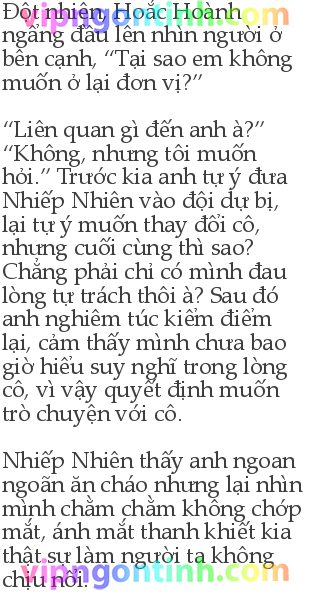 Đột nhiên, Hoắc Hoành
ngẩng đầu lên nhìn người ở
bên cạnh, “Tại sao em không
muốn ở lại đơn vị?”
“Liên quan gì đến anh à?”
“Không, nhưng tôi muốn
hỏi.” Trước kia anh tự ý đưa
Nhiếp Nhiên vào đội dự bị,
lại tự ý muốn thay đổi cô,
nhưng cuối cùng thì sao?
Chẳng phải chỉ có mình đau
lòng tự trách thôi à? Sau đó
anh nghiêm túc kiểm điểm
lại, cảm thấy mình chưa bao
giờ hiểu suy nghĩ trong lòng
cô, vì vậy quyết định muốn
trò chuyện với cô.
Nhiếp Nhiên thấy anh ngoan
ngoãn ăn cháo nhưng lại nhìn
mình chằm chằm không chớp
mắt, ánh mắt thanh khiết kia
thật sự làm người ta không
chịu nổi.
vipngontinh.com
vipngontinh.com